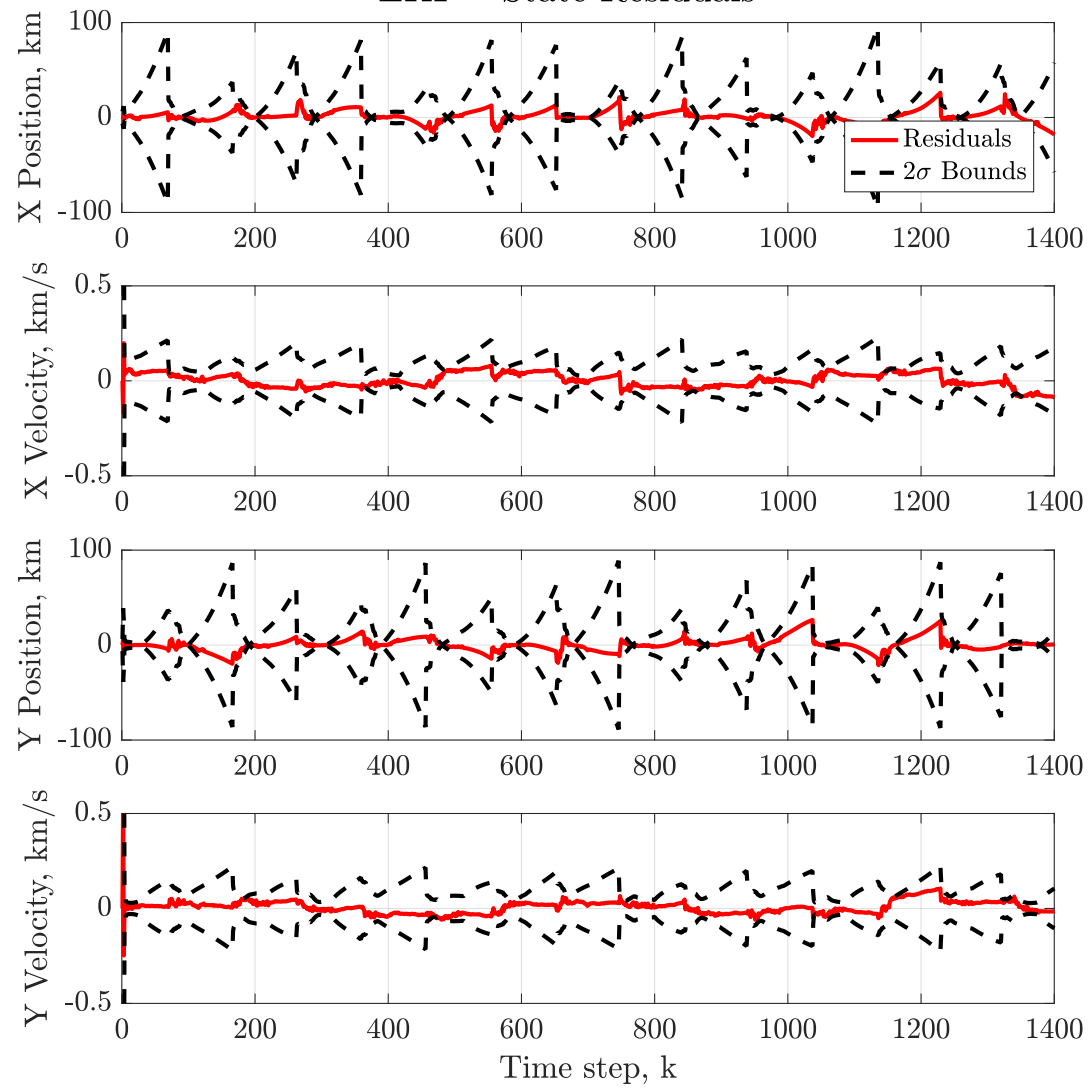 State Residuals
X Position, km
100
0
-100
Residuals
2σ Bounds
0 200 400 600 800 1000 1200 1400
X Velocity, km/s
0.5
0
-0.5
0 200 400 600 800 1000 1200 1400
Y Position, km
100
0
-100
0 200 400 600 800 1000 1200 1400
Y Velocity, km/s
0.5
0
-0.5
0 200 400 600 800 1000 1200 1400
Time step, k